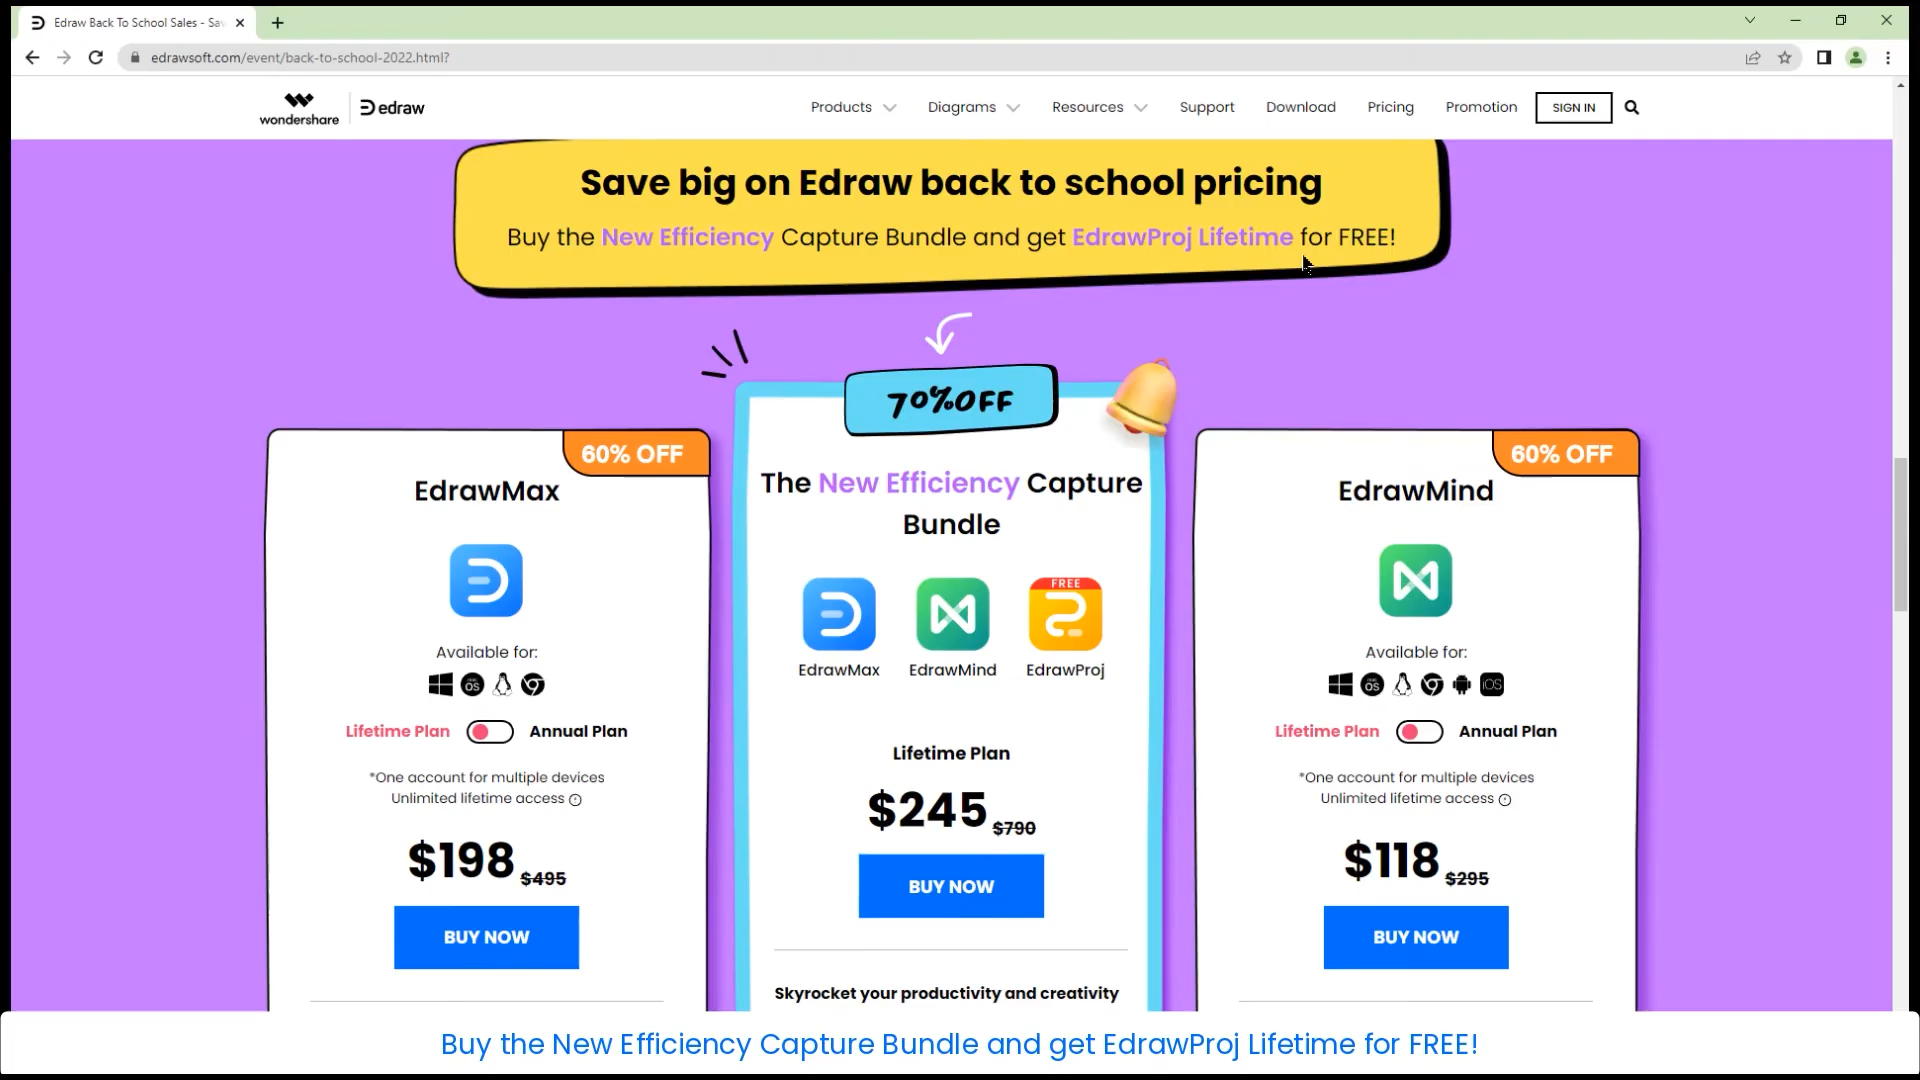 Edraw Back To School Sales - Sav
edrawsoft.com/event/back-to-school-2022.html?
wondershare
edraw
Products
Diagrams
Resources
Support
Download
Pricing
Promotion
SIGN IN
Save big on Edraw back to school pricing
Buy the New Efficiency Capture Bundle and get EdrawProj Lifetime for FREE!
70%OFF
60% OFF
EdrawMax
Available for:
OS
Lifetime Plan
Annual Plan
*One account for multiple devices
Unlimited lifetime access
$198 $495
BUY NOW
The New Efficiency Capture
Bundle
FREE
EdrawMax
EdrawMind
EdrawProj
Lifetime Plan
$245 $790
BUY NOW
Skyrocket your productivity and creativity
60% OFF
EdrawMind
Available for:
OS
iOS
Lifetime Plan
Annual Plan
*One account for multiple devices
Unlimited lifetime access
$118 $295
BUY NOW
Buy the New Efficiency Capture Bundle and get EdrawProj Lifetime for FREE!